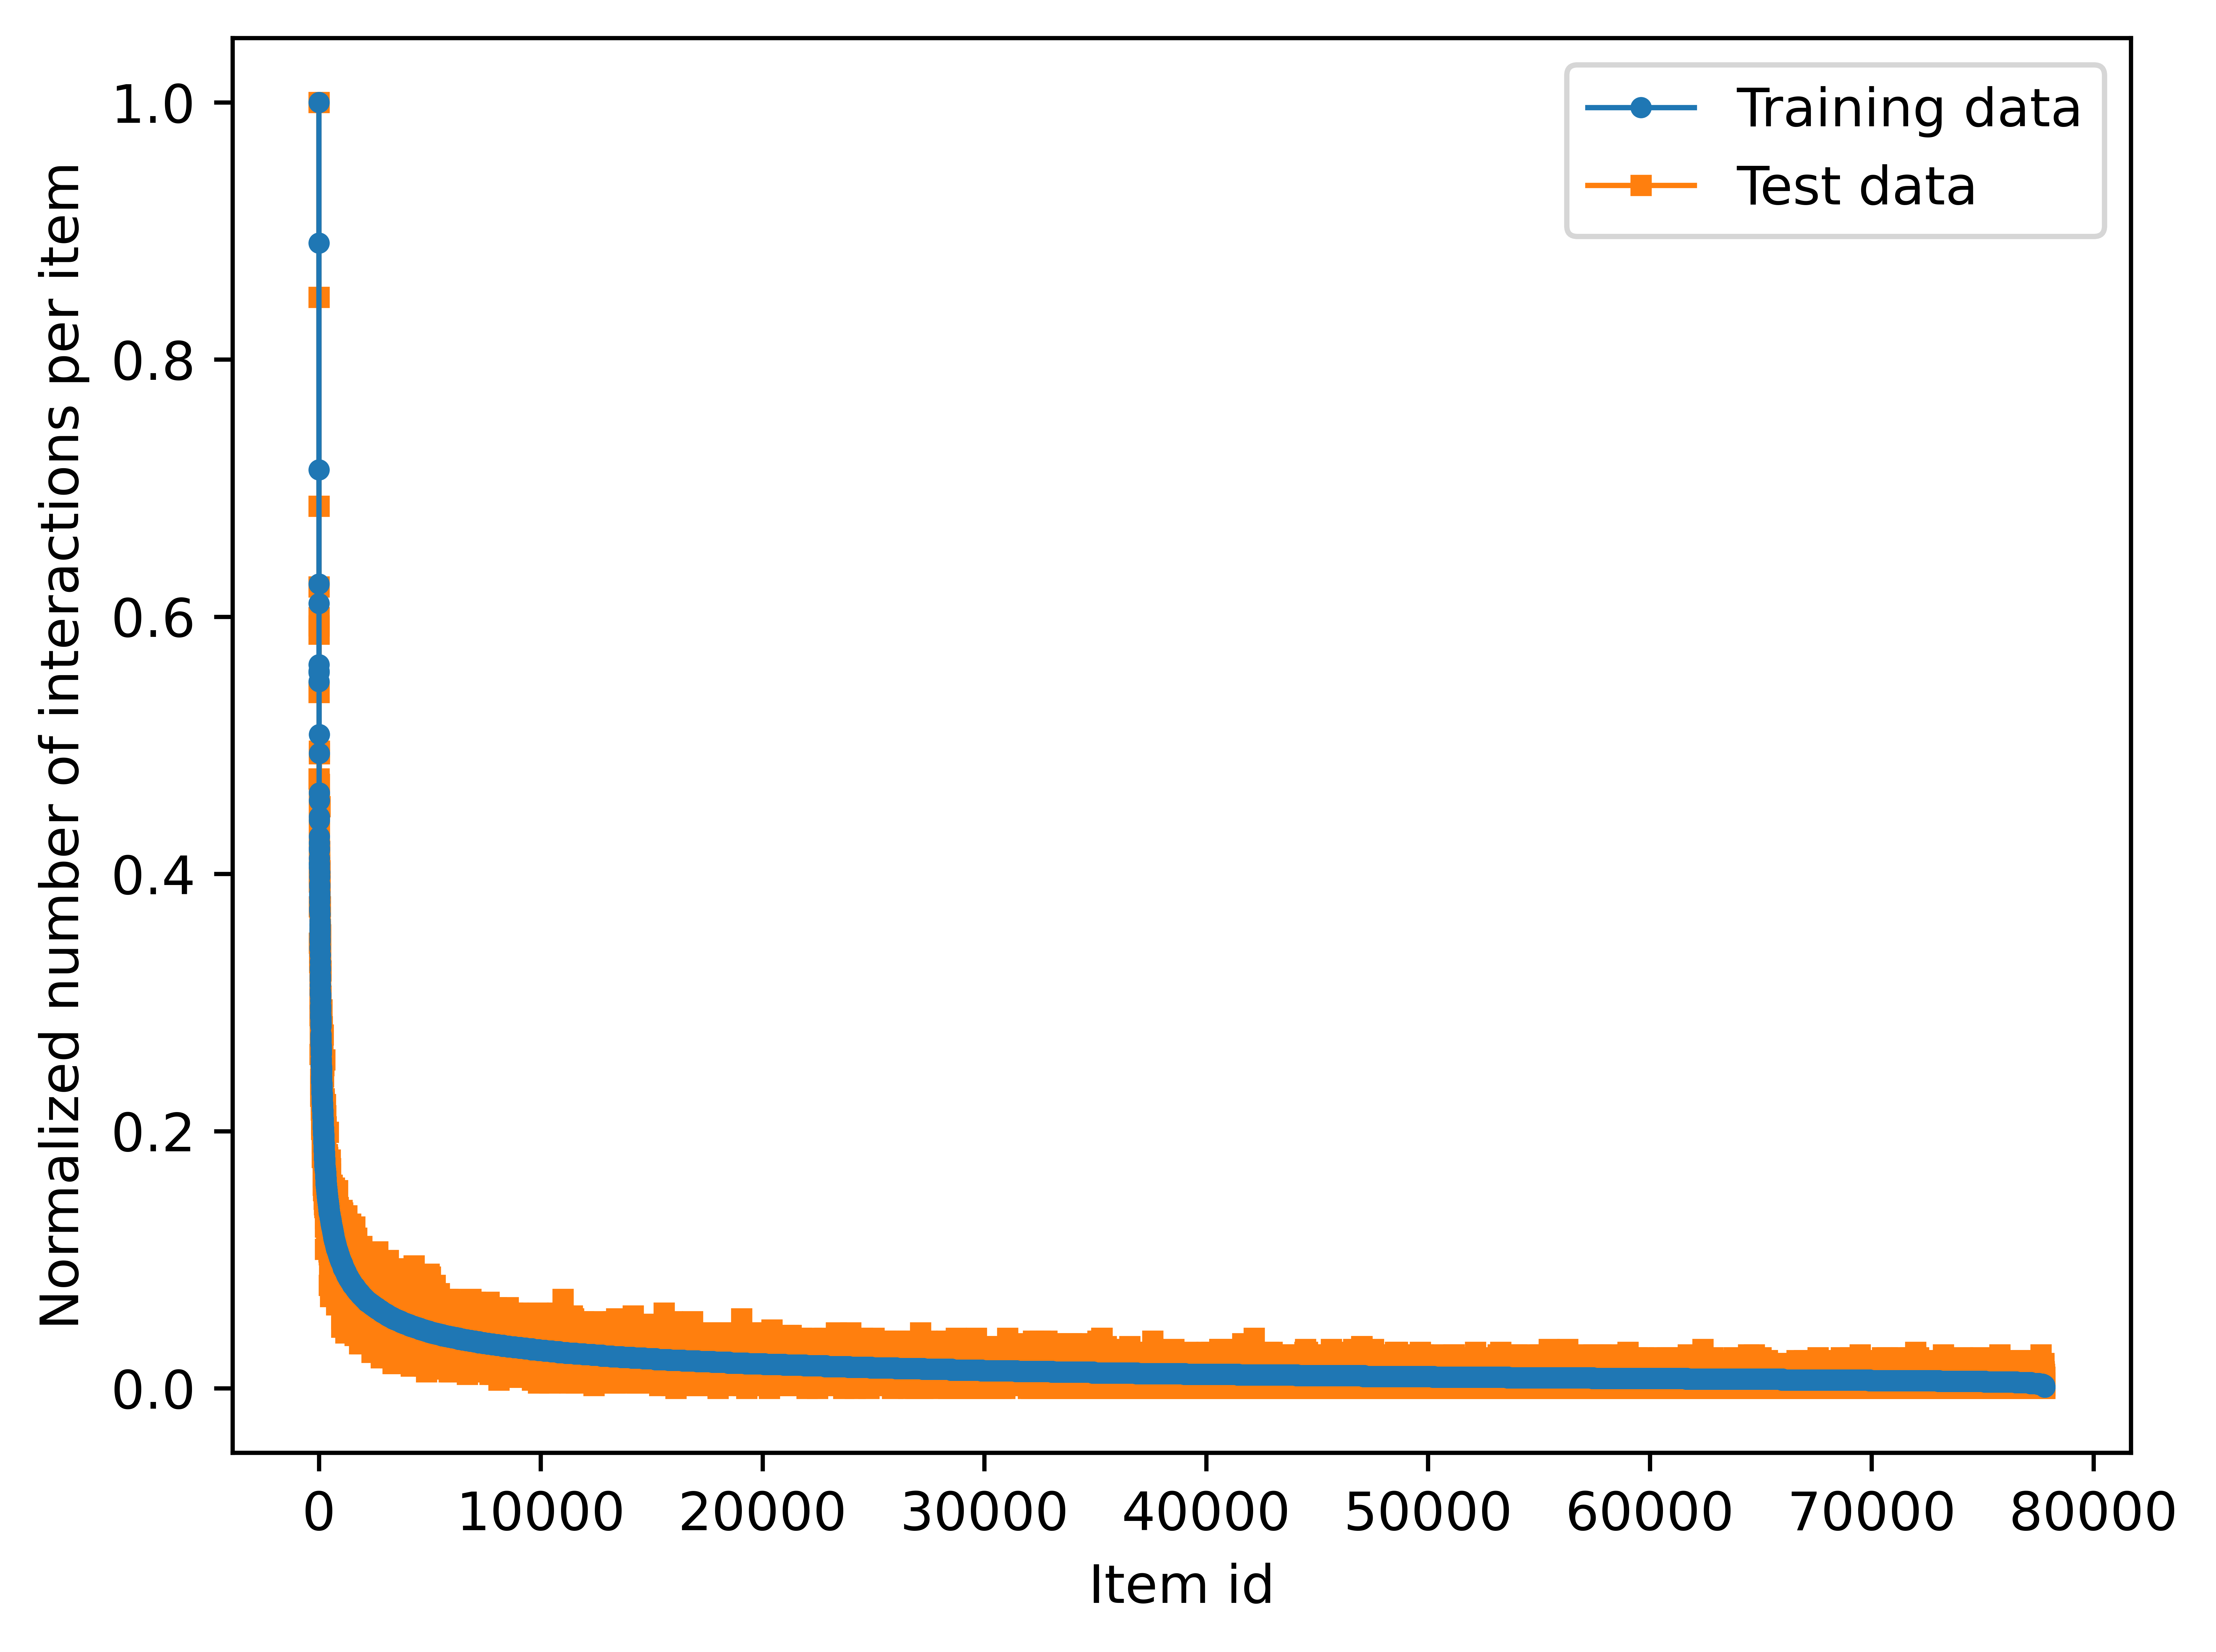 Training data
Test data
Normalized number of interactions per item
1.0
0.8
0.6
0.4
0.2
0.0
0 10000 20000 30000 40000 50000 60000 70000 80000
Item id